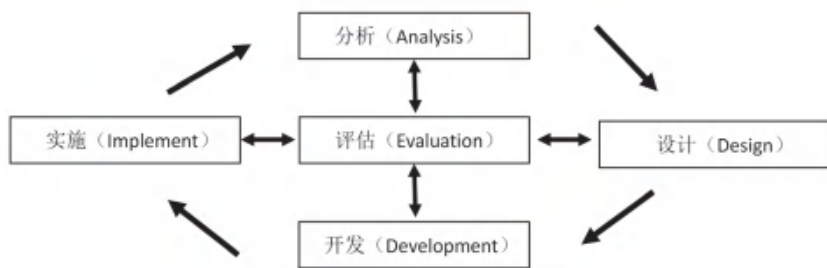 分析（Analysis）
实施（Implement）
评估（Evaluation）
设计（Design）
开发（Development）